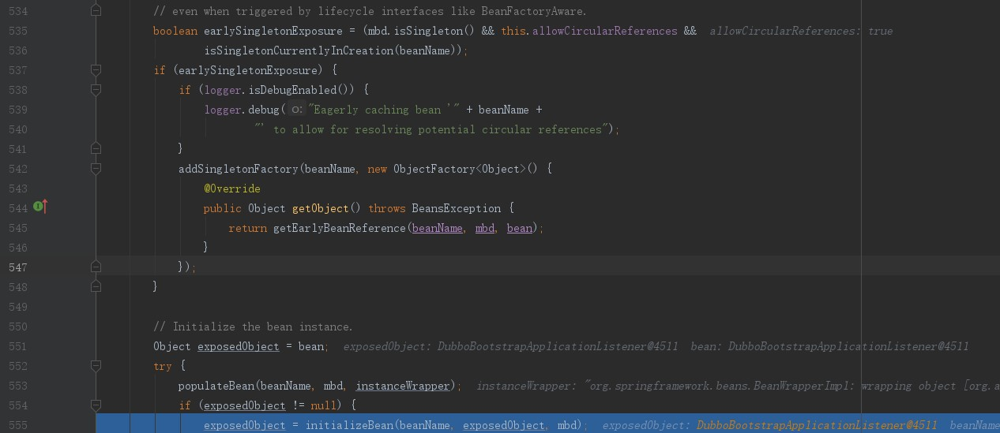 534 // even when triggered by lifecycle interfaces like BeanFactoryAware.
535 boolean earlySingletonExposure = (mbd.isSingleton() && this.allowCircularReferences && allowCircularReferences: true
536 isSingletonCurrentlyInCreation(beanName));
537 if (earlySingletonExposure) {
538 if (logger.isDebugEnabled()) {
539 logger.debug( o: "Eagerly caching bean '" + beanName +
540 "' to allow for resolving potential circular references");
541 }
542 addSingletonFactory(beanName, new ObjectFactory<Object>() {
543 @Override
544 public Object getObject() throws BeansException {
545 return getEarlyBeanReference(beanName, mbd, bean);
546 }
547 });
548 }
549
550 // Initialize the bean instance.
551 Object exposedObject = bean; exposedObject: DubboBootstrapApplicationListener@4511 bean: DubboBootstrapApplicationListener@4511
552 try {
553 populateBean(beanName, mbd, instanceWrapper); instanceWrapper: "org.springframework.beans.BeanWrapperImpl: wrapping object [org.a
554 if (exposedObject != null) {
555 exposedObject = initializeBean(beanName, exposedObject, mbd); exposedObject: DubboBootstrapApplicationListener@4511 beanName